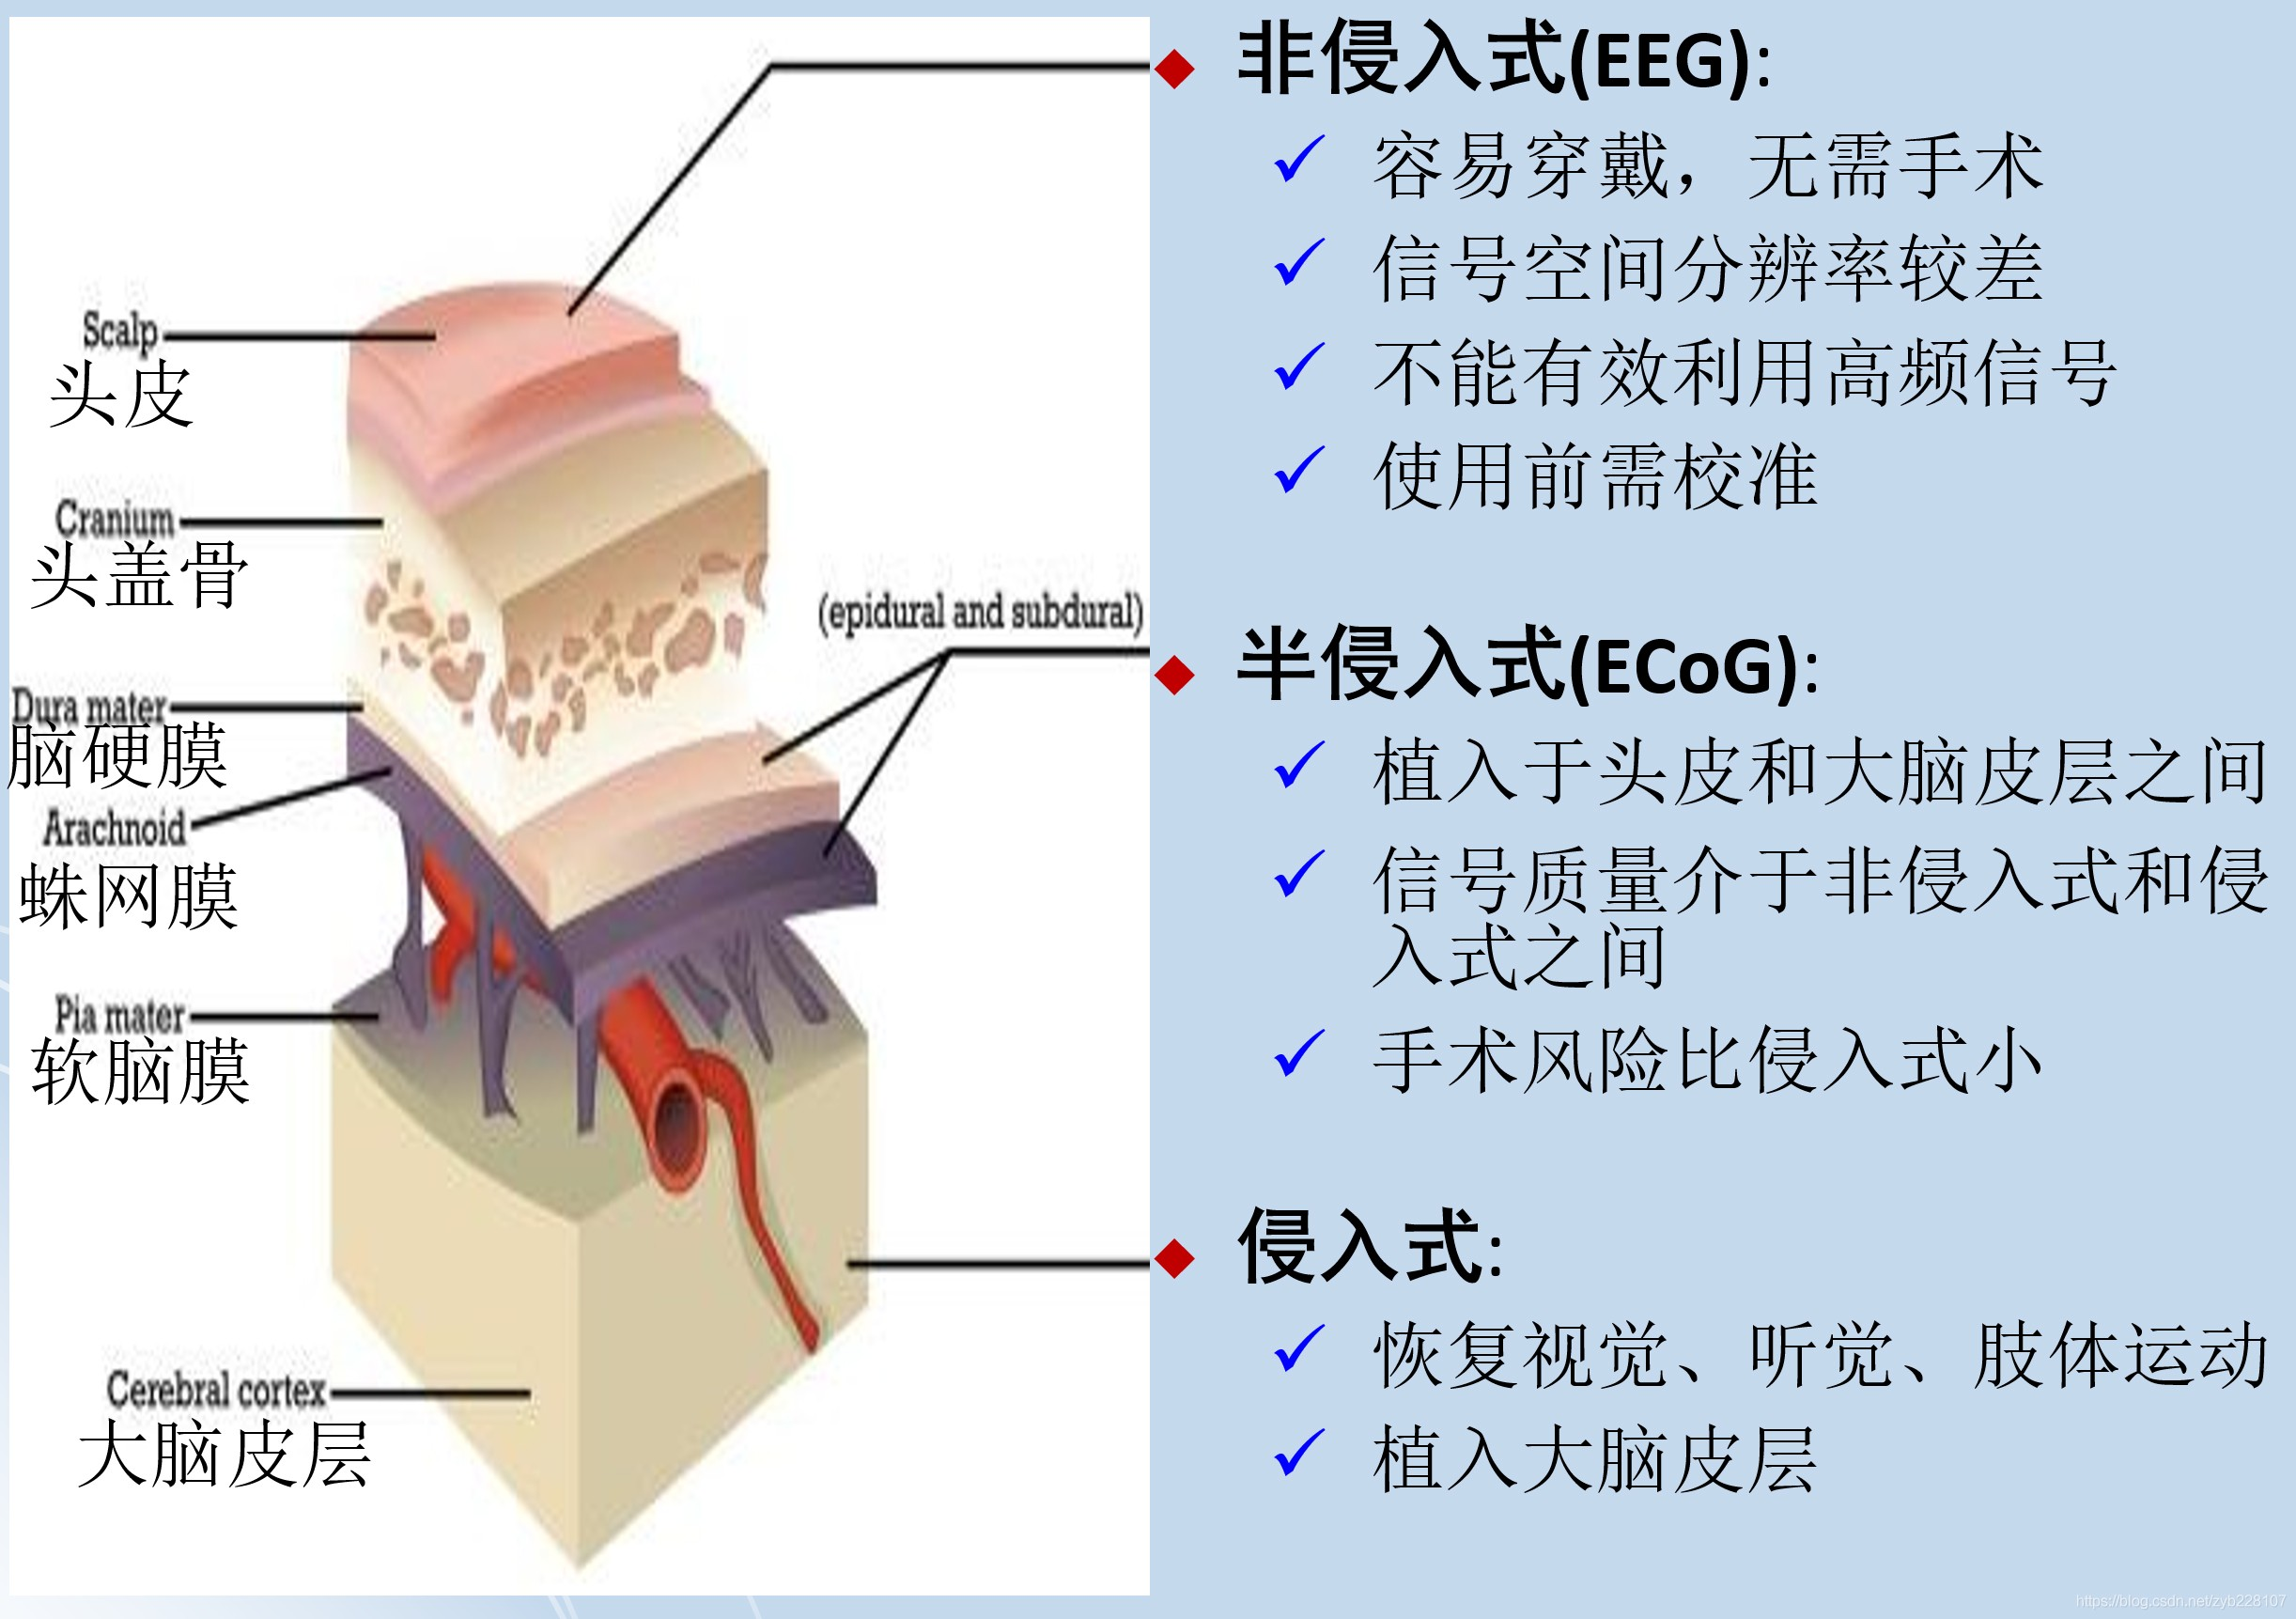 Scalp
头皮
Cranium
头盖骨
Dura mater
脑硬膜
Arachnoid
蛛网膜
Pia mater
软脑膜
Cerebral cortex
大脑皮层
(epidural and subdural)
非侵入式(EEG):
容易穿戴，无需手术
信号空间分辨率较差
不能有效利用高频信号
使用前需校准
半侵入式(ECoG):
植入于头皮和大脑皮层之间
信号质量介于非侵入式和侵
入式之间
手术风险比侵入式小
侵入式:
恢复视觉、听觉、肢体运动
植入大脑皮层
https://blog.csdn.net/zyb228107